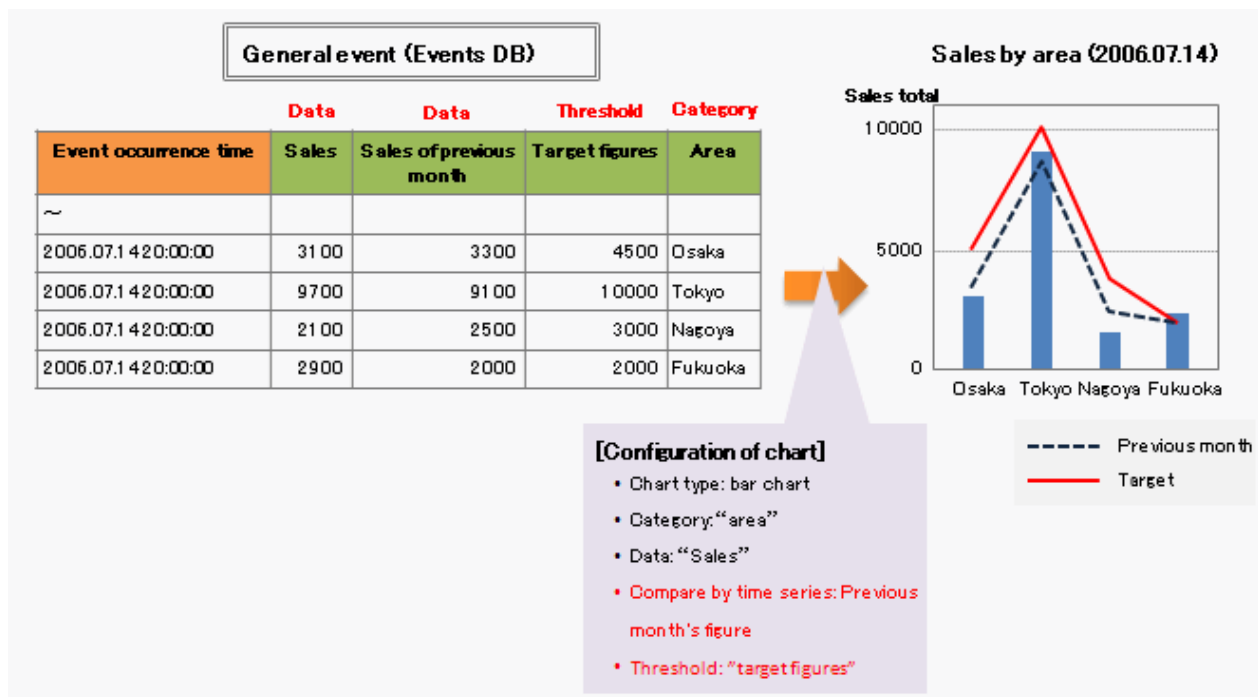 General event (Events DB)
Sales by area (2006.07.14)
Data Data Threshold Category
Event occurrence time Sales Sales of previous month Target figures Area
～
2006.07.14 20:00:00 3100 3300 4500 Osaka
2006.07.14 20:00:00 9700 9100 10000 Tokyo
2006.07.14 20:00:00 2100 2500 3000 Nagoya
2006.07.14 20:00:00 2900 2000 2000 Fukuoka
Sales total
10000
5000
0
Osaka Tokyo Nagoya Fukuoka
Previous month
Target
[Configuration of chart]
• Chart type: bar chart
• Category:“area”
• Data: “Sales”
• Compare by time series: Previous
month's figure
• Threshold: “target figures”